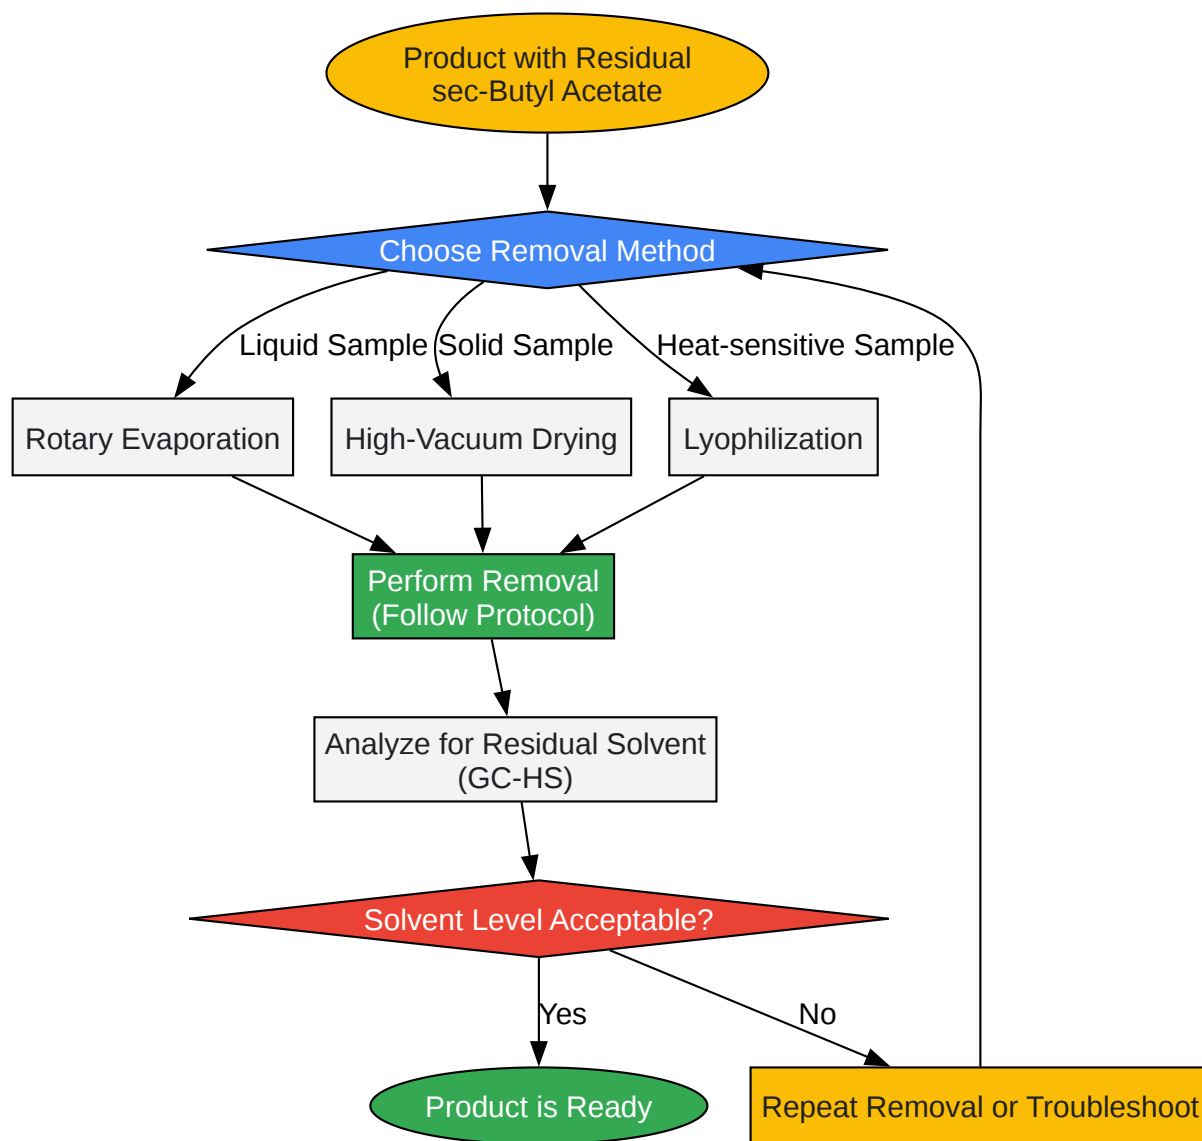 Product with Residual
sec-Butyl Acetate
Choose Removal Method
Liquid Sample
Solid Sample
Heat-sensitive Sample
Rotary Evaporation
High-Vacuum Drying
Lyophilization
Perform Removal
(Follow Protocol)
Analyze for Residual Solvent
(GC-HS)
Solvent Level Acceptable?
Yes
No
Product is Ready
Repeat Removal or Troubleshoot